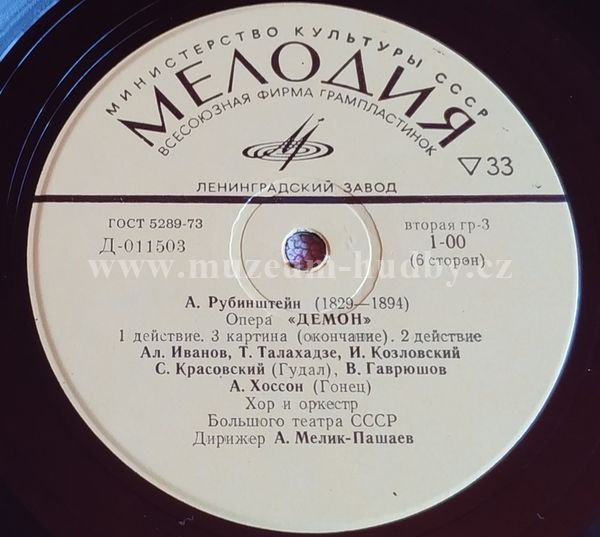 МИНИСТЕРСТВО КУЛЬТУРЫ СССР
МЕЛОДИЯ
ВСЕСОЮЗНАЯ ФИРМА ГРАМПЛАСТИНОК
33
ЛЕНИНГРАДСКИЙ ЗАВОД
ГОСТ 5289-73
Д-011503
вторая гр-3
1-00
(6 сторон)
www.muzeum-hudby.cz
А. Рубинштейн (1829—1894)
Опера «ДЕМОН»
1 действие. 3 картина (окончание). 2 действие
Ал. Иванов, Т. Талахадзе, И. Козловский
С. Красовский (Гудал), В. Гаврюшов
А. Хоссон (Гонец)
Хор и оркестр
Большого театра СССР
Дирижер А. Мелик-Пашаев